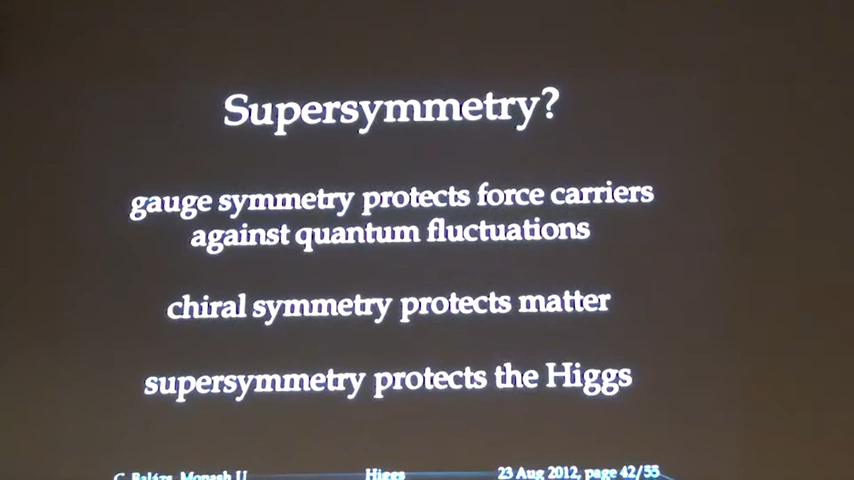 Supersymmetry?
gauge symmetry protects force carriers
against quantum fluctuations
chiral symmetry protects matter
supersymmetry protects the Higgs
C. Balázs, Monash U Higgs 23 Aug 2012, page 42/55